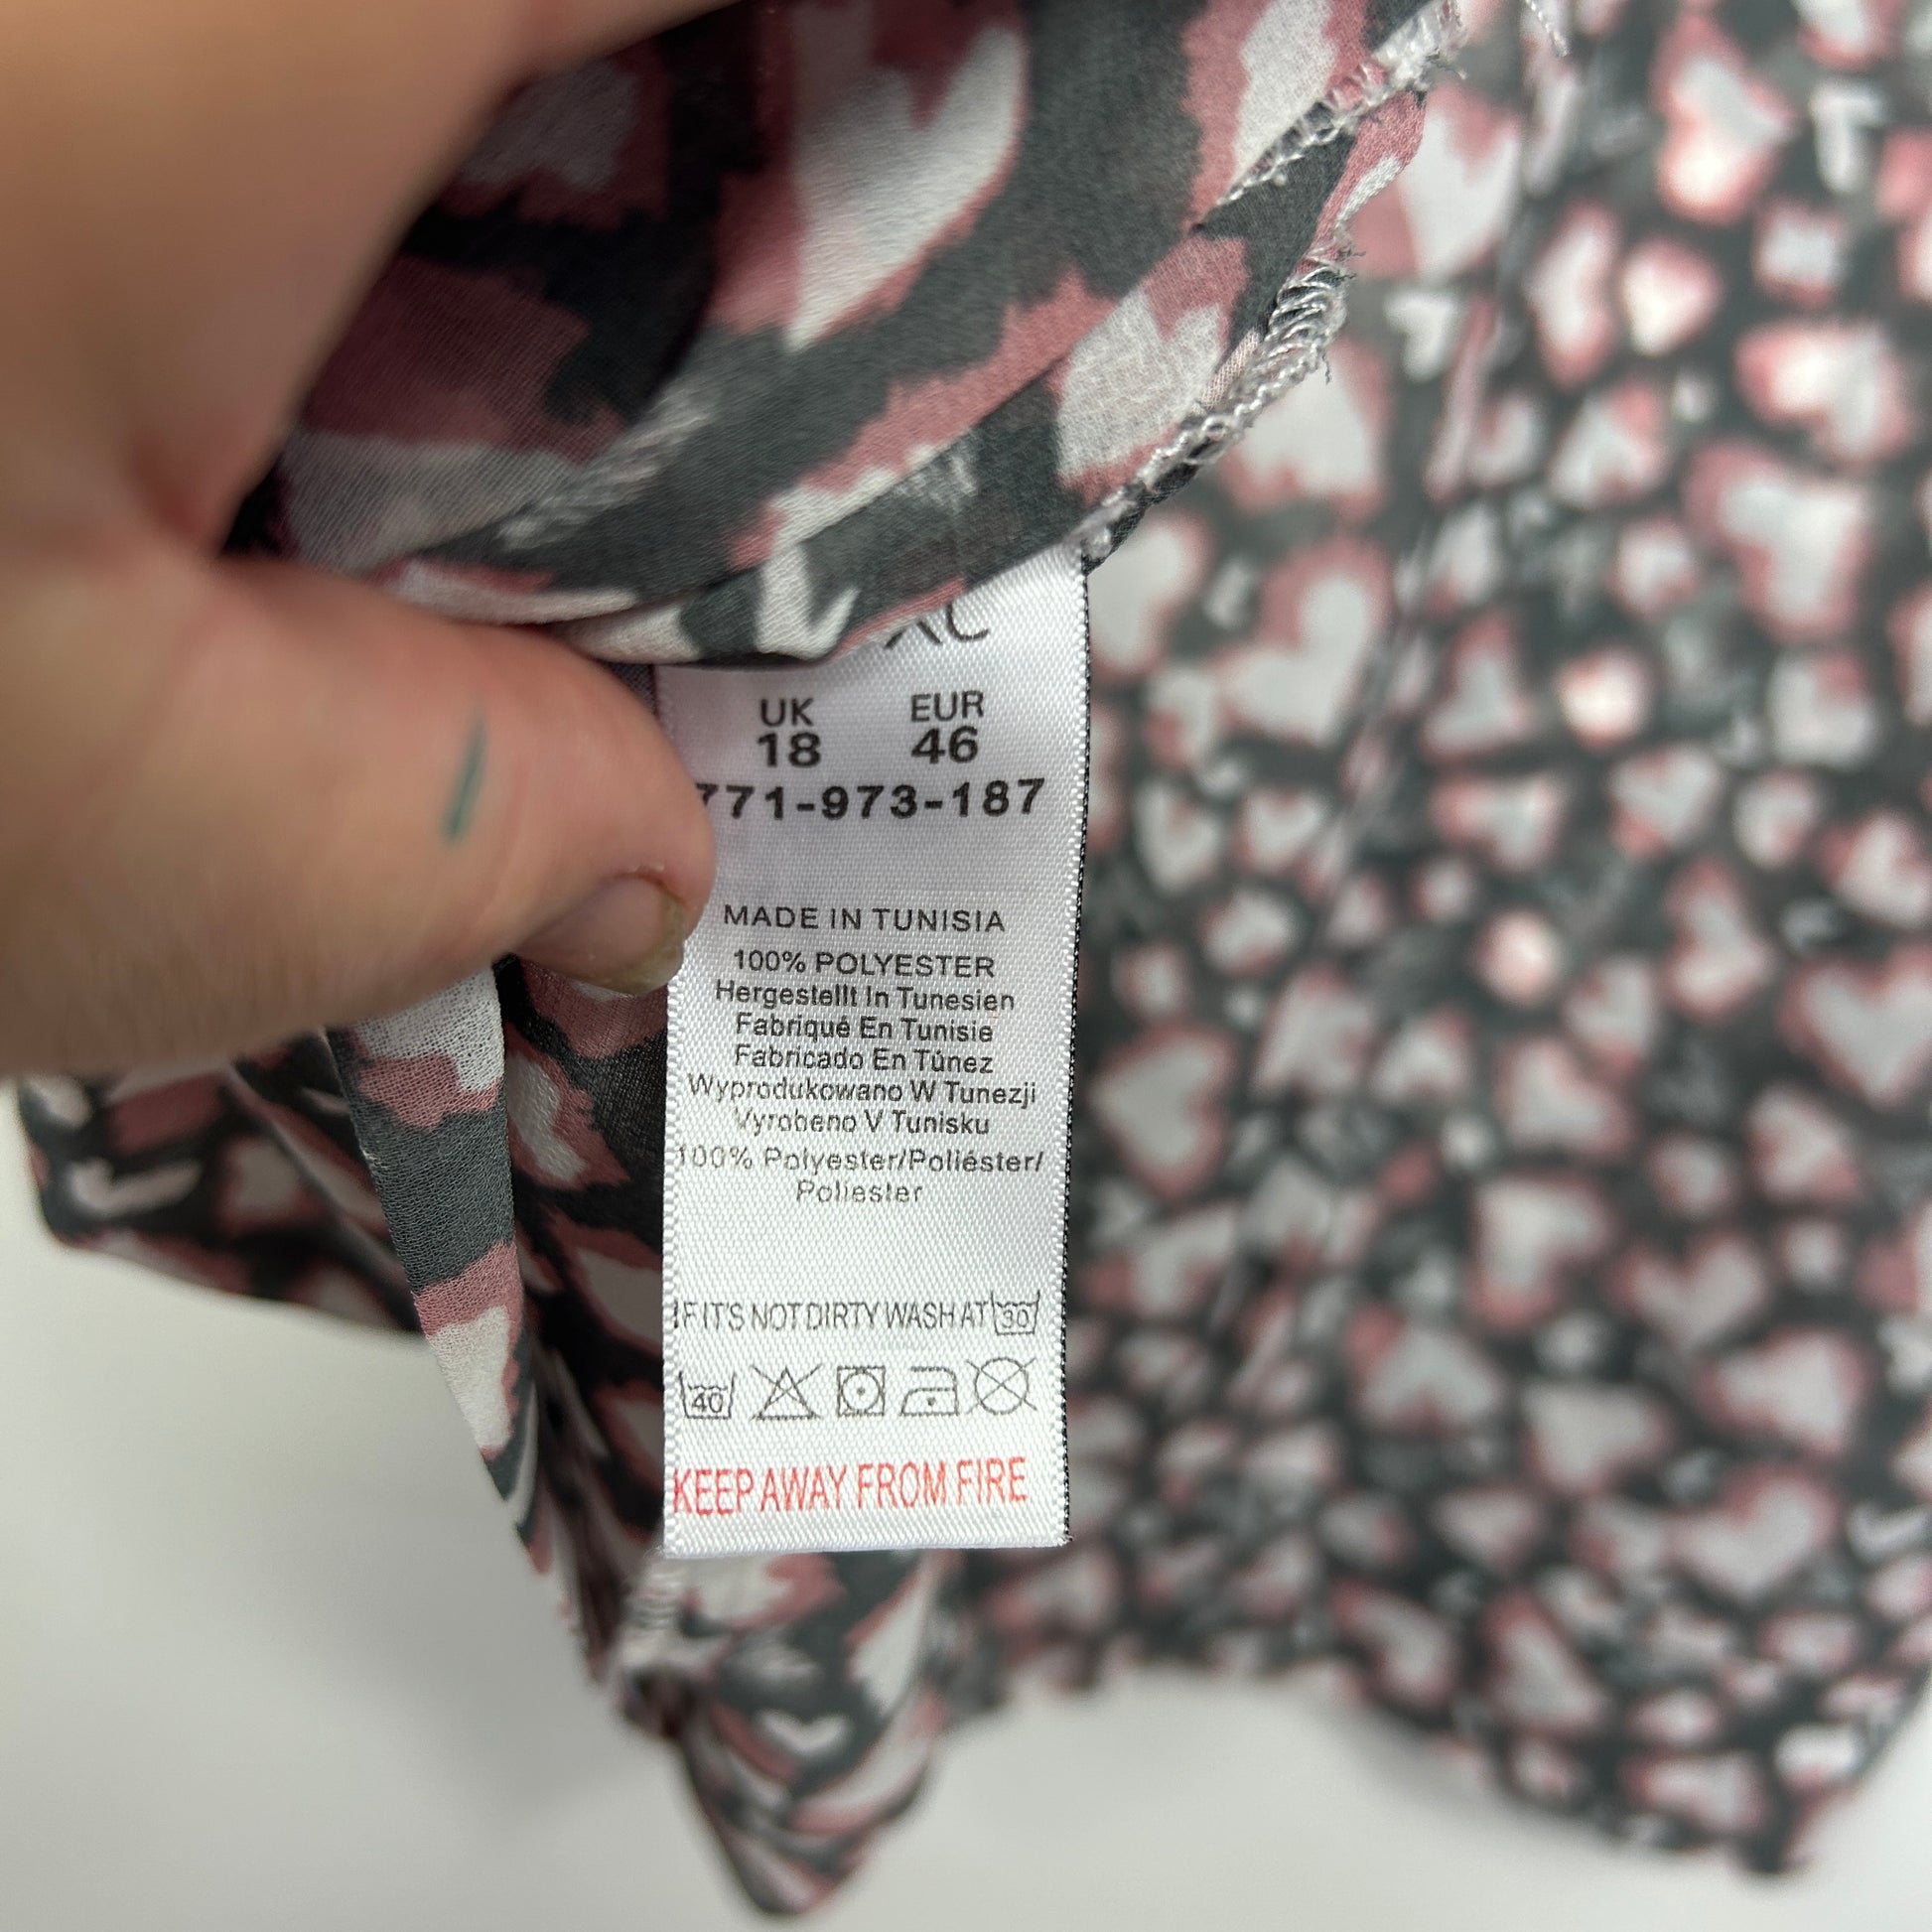 UK EUR
18 46
771-973-187
MADE IN TUNISIA
100% POLYESTER
Hergestellt In Tunesien
Fabriqué En Tunisie
Fabricado En Túnez
Wyprodukowano W Tunezji
Vyrobeno V Tunisku
100% Polyester/Poliéster/
Poliester
IF IT'S NOT DIRTY WASH AT 30
40
KEEP AWAY FROM FIRE